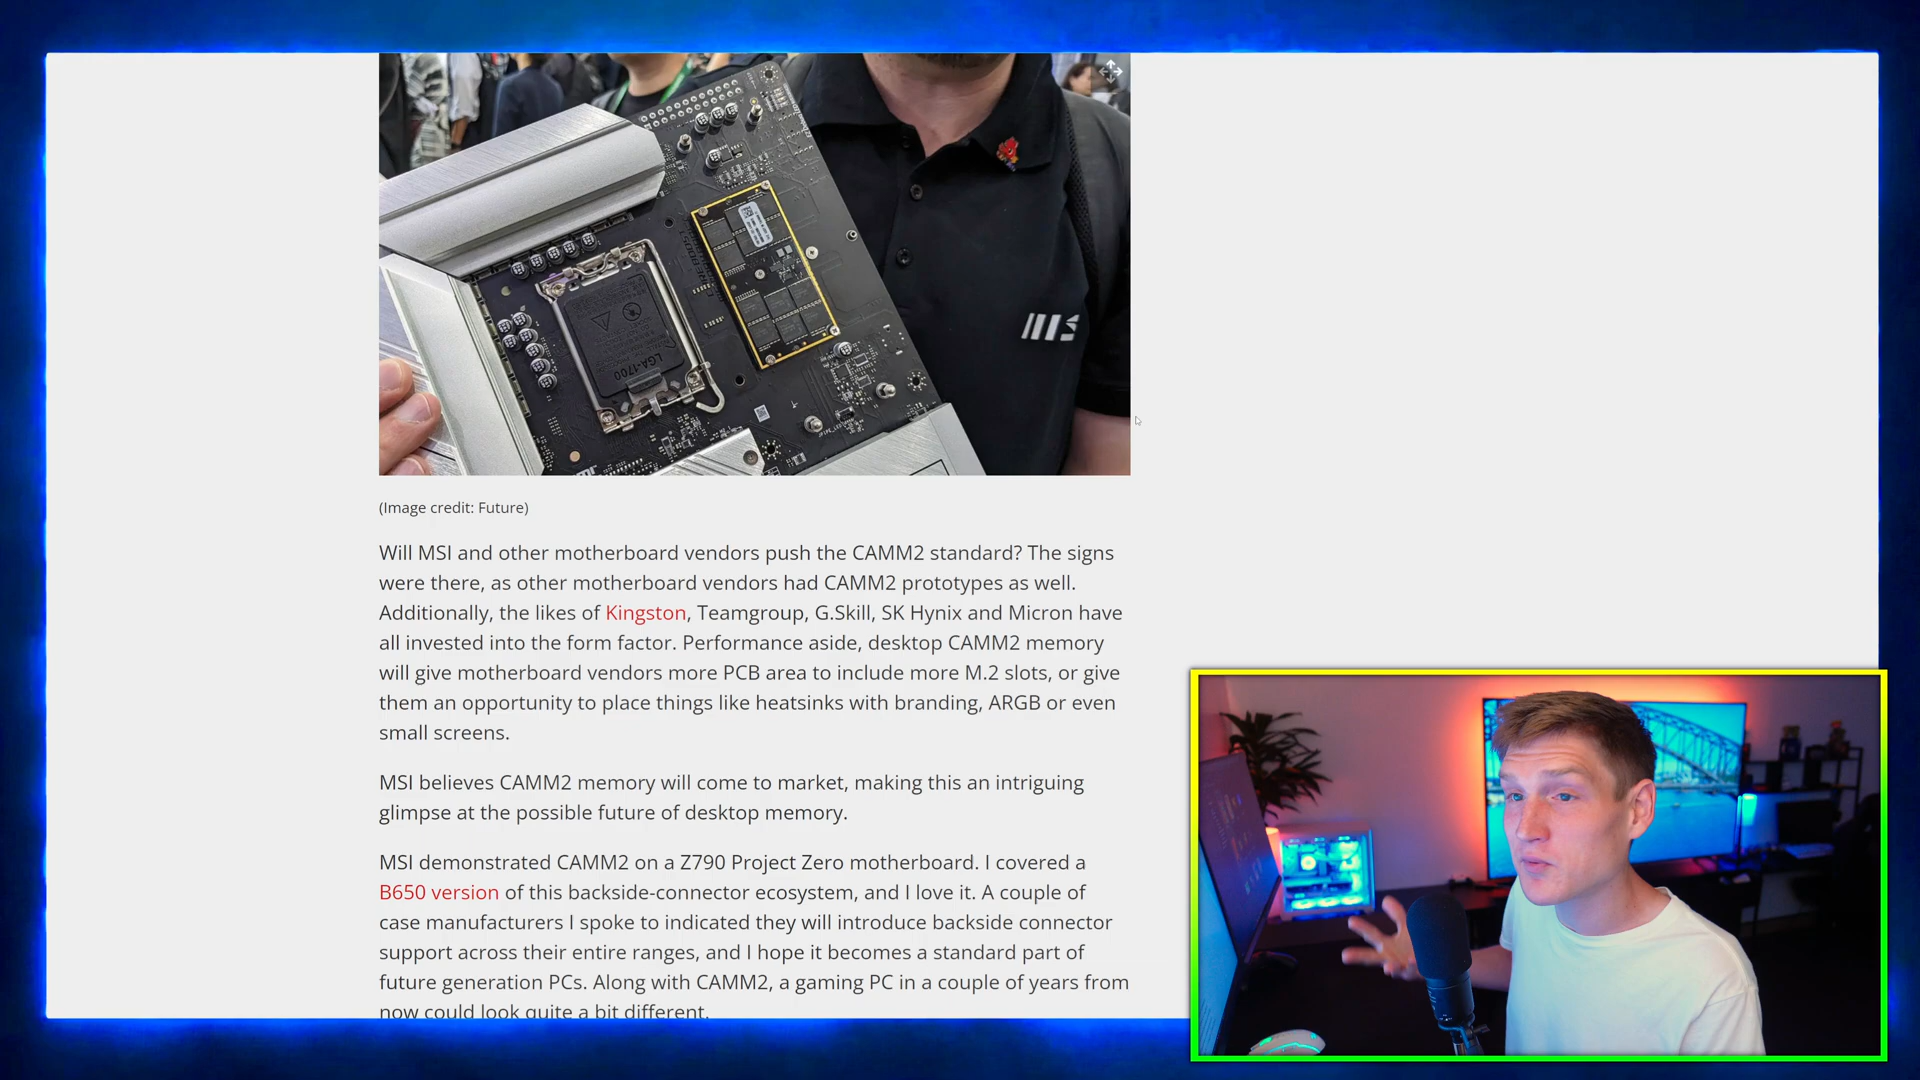 LGA-1700
(Image credit: Future)
Will MSI and other motherboard vendors push the CAMM2 standard? The signs
were there, as other motherboard vendors had CAMM2 prototypes as well.
Additionally, the likes of Kingston, Teamgroup, G.Skill, SK Hynix and Micron have
all invested into the form factor. Performance aside, desktop CAMM2 memory
will give motherboard vendors more PCB area to include more M.2 slots, or give
them an opportunity to place things like heatsinks with branding, ARGB or even
small screens.
MSI believes CAMM2 memory will come to market, making this an intriguing
glimpse at the possible future of desktop memory.
MSI demonstrated CAMM2 on a Z790 Project Zero motherboard. I covered a
B650 version of this backside-connector ecosystem, and I love it. A couple of
case manufacturers I spoke to indicated they will introduce backside connector
support across their entire ranges, and I hope it becomes a standard part of
future generation PCs. Along with CAMM2, a gaming PC in a couple of years from
now could look quite a bit different.